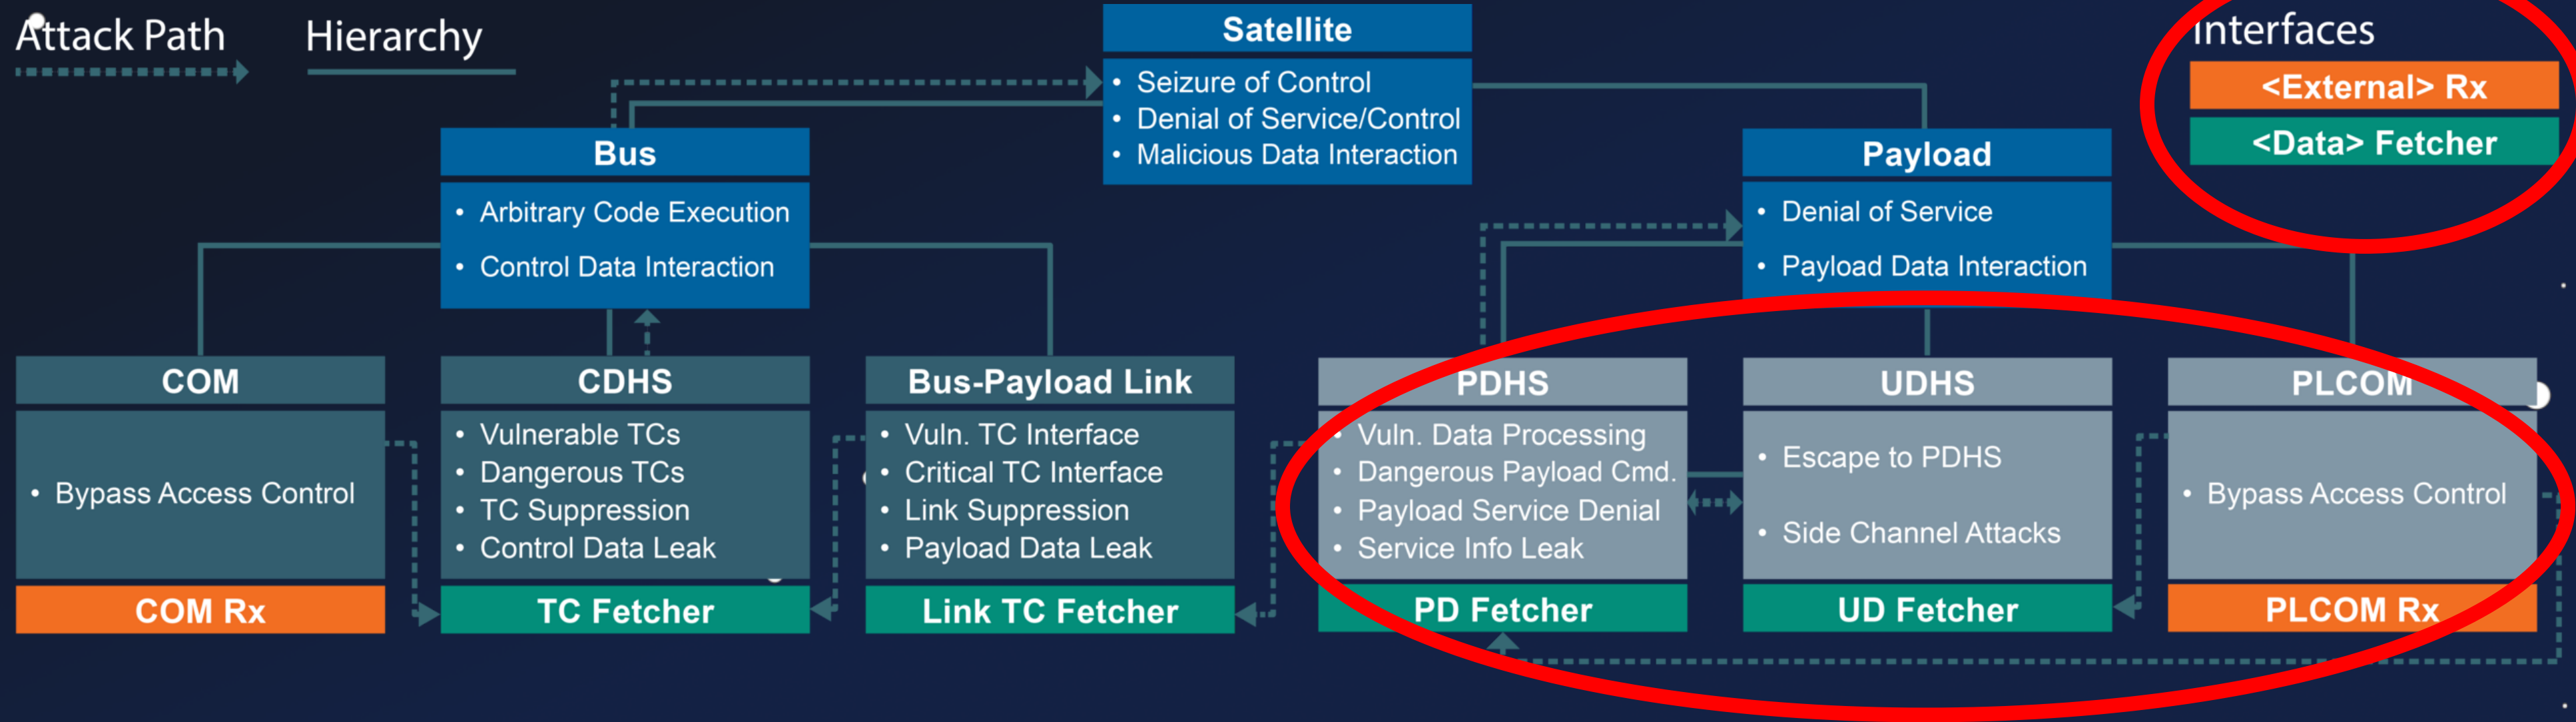 Attack Path
Hierarchy
Satellite
• Seizure of Control
• Denial of Service/Control
• Malicious Data Interaction
Interfaces
<External> Rx
<Data> Fetcher
Bus
• Arbitrary Code Execution
• Control Data Interaction
Payload
• Denial of Service
• Payload Data Interaction
COM
• Bypass Access Control
COM Rx
CDHS
• Vulnerable TCs
• Dangerous TCs
• TC Suppression
• Control Data Leak
TC Fetcher
Bus-Payload Link
• Vuln. TC Interface
• Critical TC Interface
• Link Suppression
• Payload Data Leak
Link TC Fetcher
PDHS
• Vuln. Data Processing
• Dangerous Payload Cmd.
• Payload Service Denial
• Service Info Leak
PD Fetcher
UDHS
• Escape to PDHS
• Side Channel Attacks
UD Fetcher
PLCOM
• Bypass Access Control
PLCOM Rx